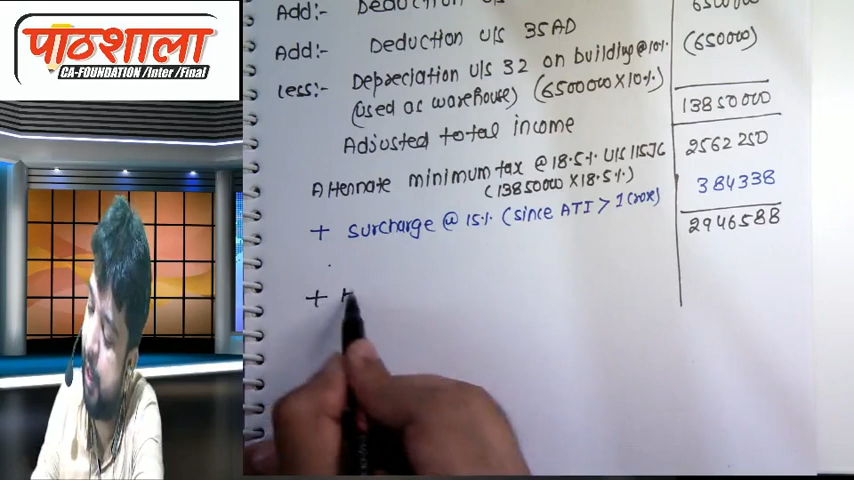 पाठशाला
CA-FOUNDATION /Inter /Final
Add:- Deduction u/s
Add:- Deduction u/s 35AD
Less:- Depreciation u/s 32 on building @ 10%. (650000)
(used as warehouse) (6500000 X 10%)
Adjusted total income 13850000
Alternate minimum tax @ 18.5% u/s 115JC 2562250
(13850000 X 18.5%)
+ surcharge @ 15% (since ATI > 1 crore) 384338
2946588
+